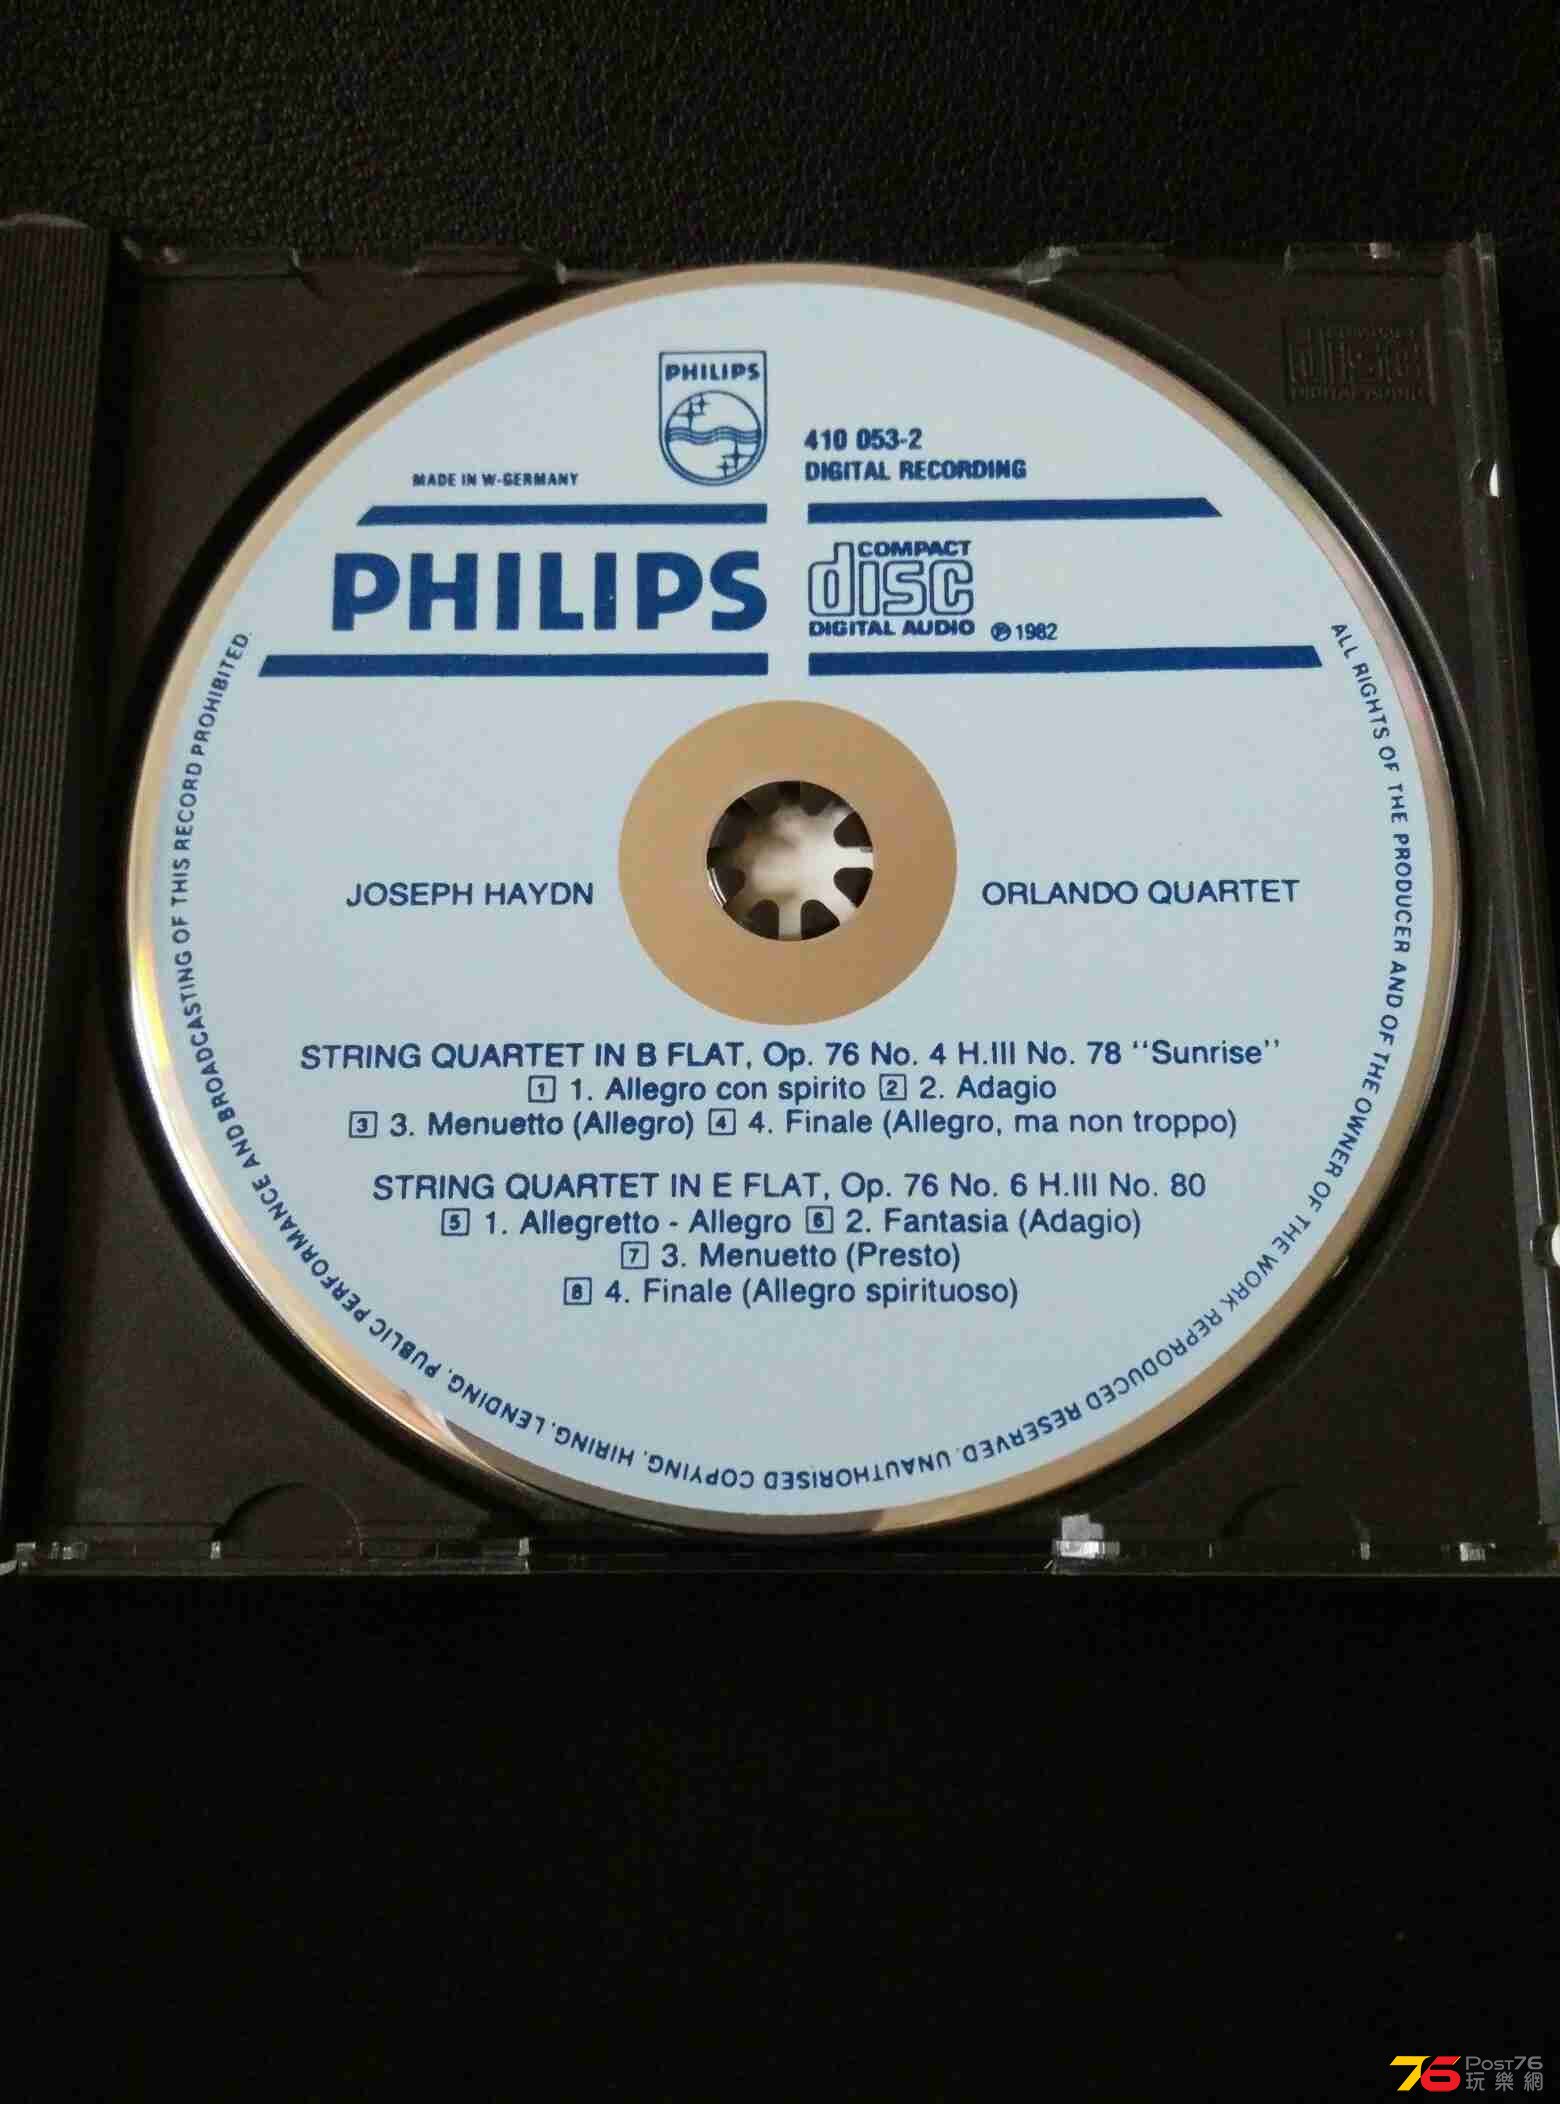 PHILIPS
410 053-2
MADE IN W-GERMANY
DIGITAL RECORDING
PHILIPS
COMPACT
disc
DIGITAL AUDIO ℗ 1982
JOSEPH HAYDN
ORLANDO QUARTET
STRING QUARTET IN B FLAT, Op. 76 No. 4 H.III No. 78 "Sunrise"
1 1. Allegro con spirito 2 2. Adagio
3 3. Menuetto (Allegro) 4 4. Finale (Allegro, ma non troppo)
STRING QUARTET IN E FLAT, Op. 76 No. 6 H.III No. 80
5 1. Allegretto - Allegro 6 2. Fantasia (Adagio)
7 3. Menuetto (Presto)
8 4. Finale (Allegro spirituoso)
ALL RIGHTS OF THE PRODUCER AND OF THE OWNER OF THE WORK REPRODUCED RESERVED. UNAUTHORISED COPYING, HIRING, LENDING, PUBLIC PERFORMANCE AND BROADCASTING OF THIS RECORD PROHIBITED.
COMPACT
disc
DIGITAL AUDIO
76 POST76
玩樂網